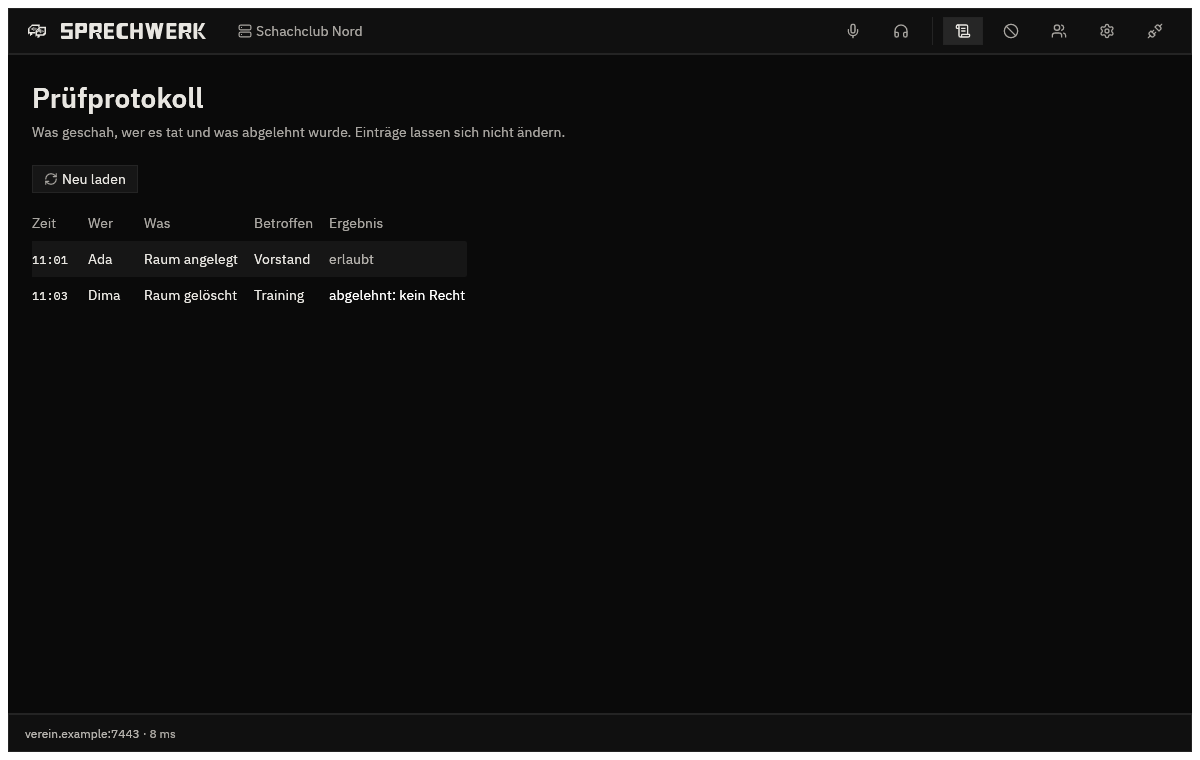 SPRECHWERK
Schachclub Nord
Prüfprotokoll
Was geschah, wer es tat und was abgelehnt wurde. Einträge lassen sich nicht ändern.
Neu laden
Zeit Wer Was Betroffen Ergebnis
11:01 Ada Raum angelegt Vorstand erlaubt
11:03 Dima Raum gelöscht Training abgelehnt: kein Recht
verein.example:7443 · 8 ms